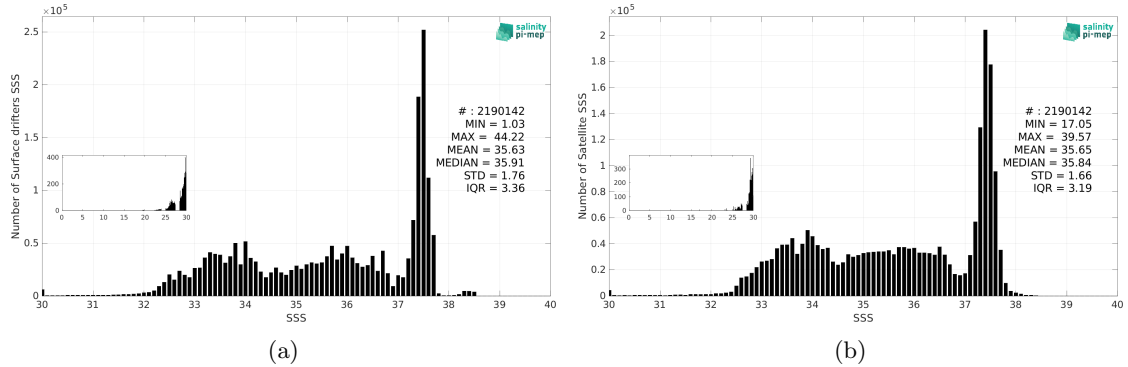 ×10^5
2.5
2
1.5
1
0.5
0
30 31 32 33 34 35 36 37 38 39 40
Number of Surface drifters SSS
SSS
400
200
0
0 5 10 15 20 25 30
salinity
pi-mep
# : 2190142
MIN = 1.03
MAX = 44.22
MEAN = 35.63
MEDIAN = 35.91
STD = 1.76
IQR = 3.36
(a)
×10^5
2
1.8
1.6
1.4
1.2
1
0.8
0.6
0.4
0.2
0
30 31 32 33 34 35 36 37 38 39 40
Number of Satellite SSS
SSS
300
200
100
0
0 5 10 15 20 25 30
salinity
pi-mep
# : 2190142
MIN = 17.05
MAX = 39.57
MEAN = 35.65
MEDIAN = 35.84
STD = 1.66
IQR = 3.19
(b)